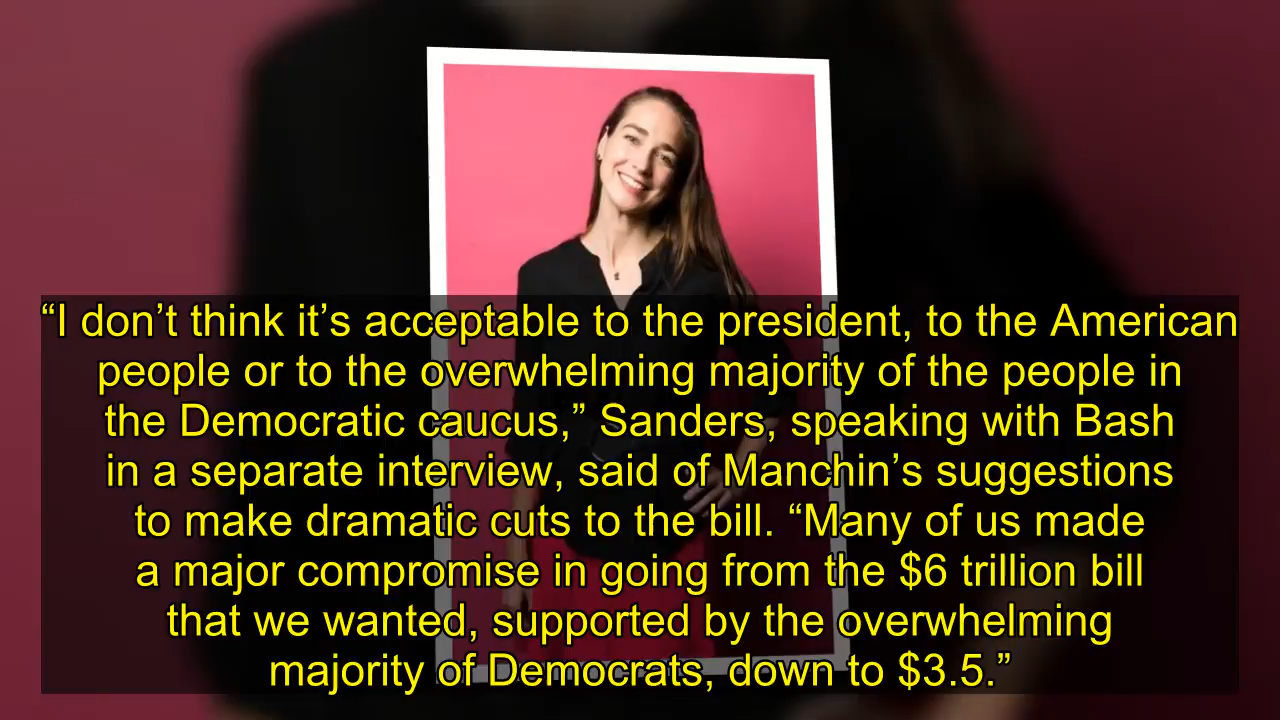 “I don’t think it’s acceptable to the president, to the American
people or to the overwhelming majority of the people in
the Democratic caucus,” Sanders, speaking with Bash
in a separate interview, said of Manchin’s suggestions
to make dramatic cuts to the bill. “Many of us made
a major compromise in going from the $6 trillion bill
that we wanted, supported by the overwhelming
majority of Democrats, down to $3.5.”